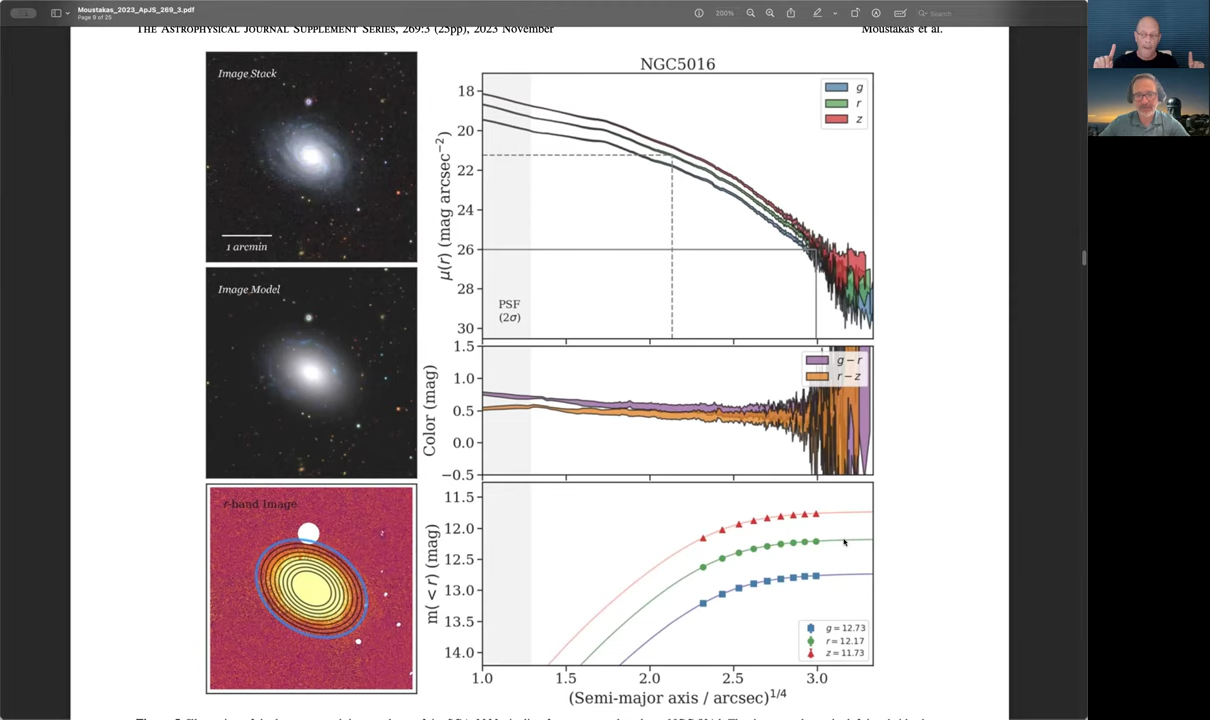 Moustakas_2023_ApJS_269_3.pdf
Page 9 of 25
200%
Search
THE ASTROPHYSICAL JOURNAL SUPPLEMENT SERIES, 269:3 (25pp), 2023 November
Moustakas et al.
Image Stack
1 arcmin
Image Model
r-band Image
NGC5016
g
r
z
18
20
22
24
26
28
30
μ(r) (mag arcsec⁻²)
PSF
(2σ)
1.5
1.0
0.5
0.0
−0.5
Color (mag)
g − r
r − z
11.5
12.0
12.5
13.0
13.5
14.0
m(< r) (mag)
g = 12.73
r = 12.17
z = 11.73
1.0 1.5 2.0 2.5 3.0
(Semi-major axis / arcsec)^1/4